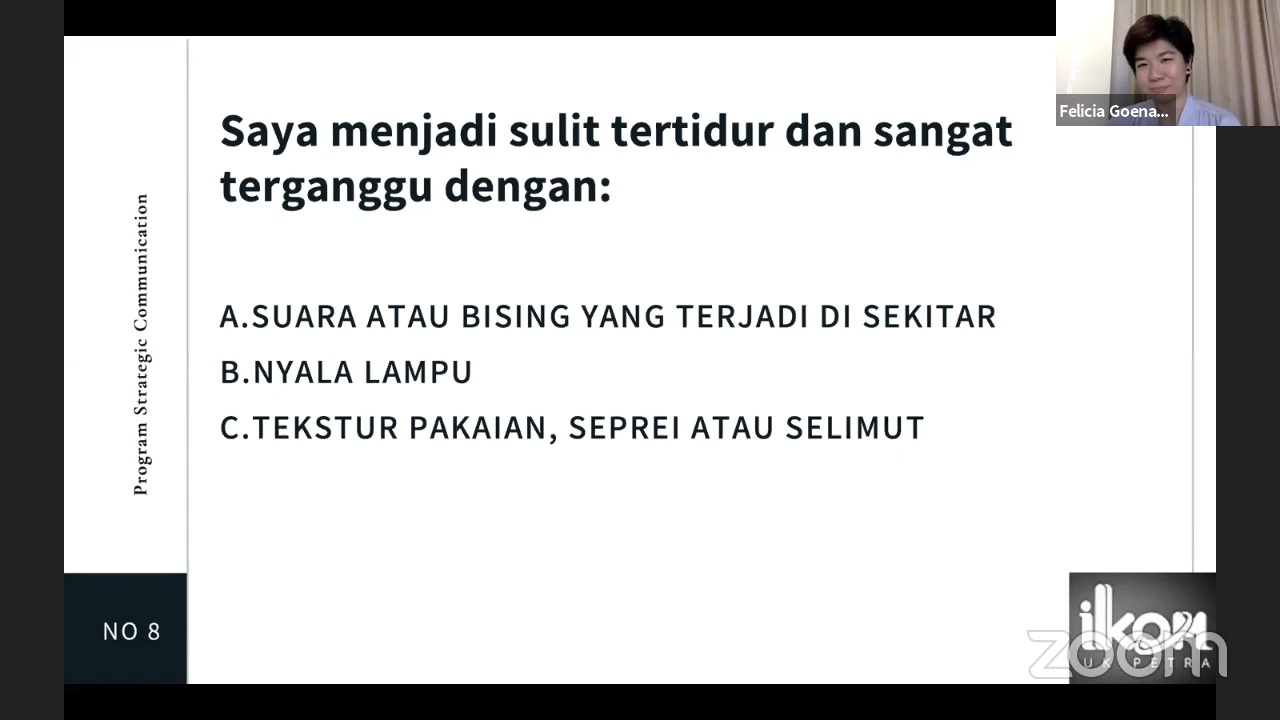 Felicia Goena...
Saya menjadi sulit tertidur dan sangat
terganggu dengan:
A.SUARA ATAU BISING YANG TERJADI DI SEKITAR
B.NYALA LAMPU
C.TEKSTUR PAKAIAN, SEPREI ATAU SELIMUT
Program Strategic Communication
NO 8
ikom
UK PETRA
zoom